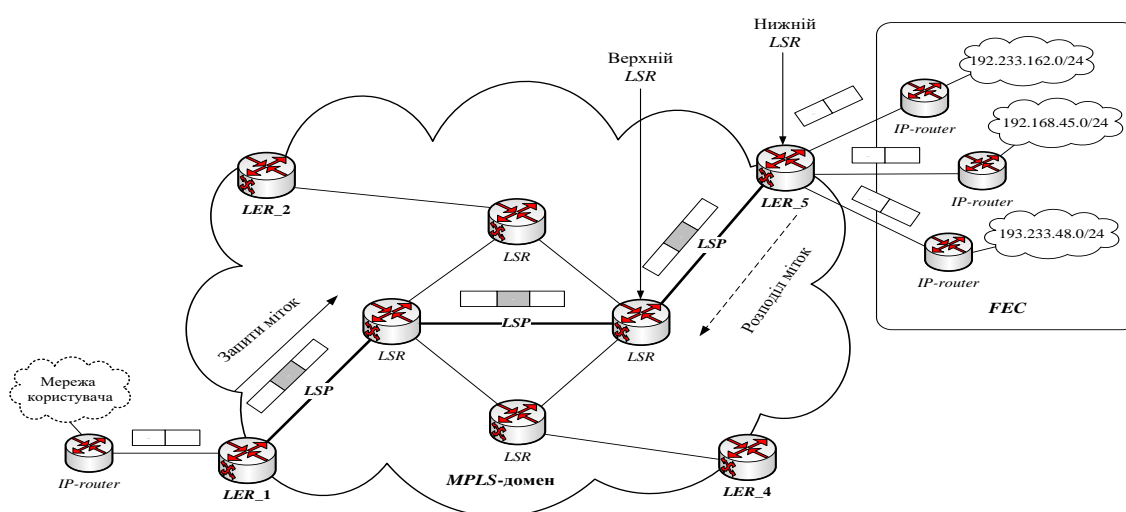 Нижній
LSR
Верхній
LSR
192.233.162.0/24
IP-router
192.168.45.0/24
IP-router
193.233.48.0/24
IP-router
FEC
LER_2
LER_5
LSR
LSP
Розподіл міток
Запити міток
LSR
LSP
LSR
LSP
Мережа
користувача
IP-router
LER_1
LSR
MPLS-домен
LER_4